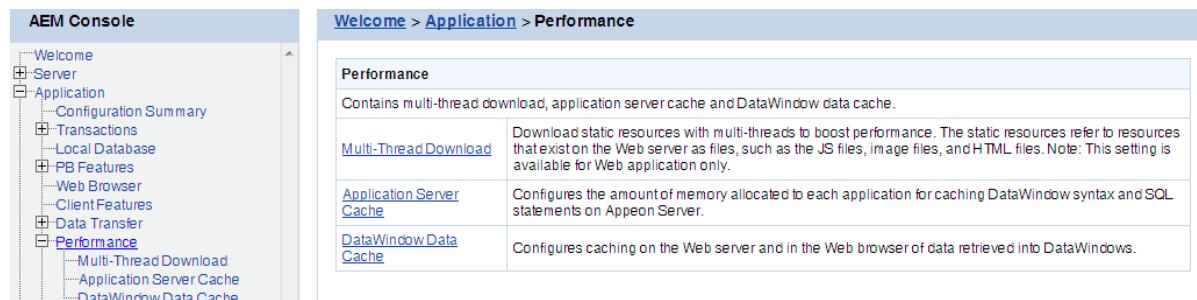 AEM Console
Welcome
Server
Application
Configuration Summary
Transactions
Local Database
PB Features
Web Browser
Client Features
Data Transfer
Performance
Multi-Thread Download
Application Server Cache
DataWindow Data Cache
Welcome > Application > Performance
Performance
Contains multi-thread download, application server cache and DataWindow data cache.
Multi-Thread Download
Download static resources with multi-threads to boost performance. The static resources refer to resources
that exist on the Web server as files, such as the JS files, image files, and HTML files. Note: This setting is
available for Web application only.
Application Server
Cache
Configures the amount of memory allocated to each application for caching DataWindow syntax and SQL
statements on Appeon Server.
DataWindow Data
Cache
Configures caching on the Web server and in the Web browser of data retrieved into DataWindows.